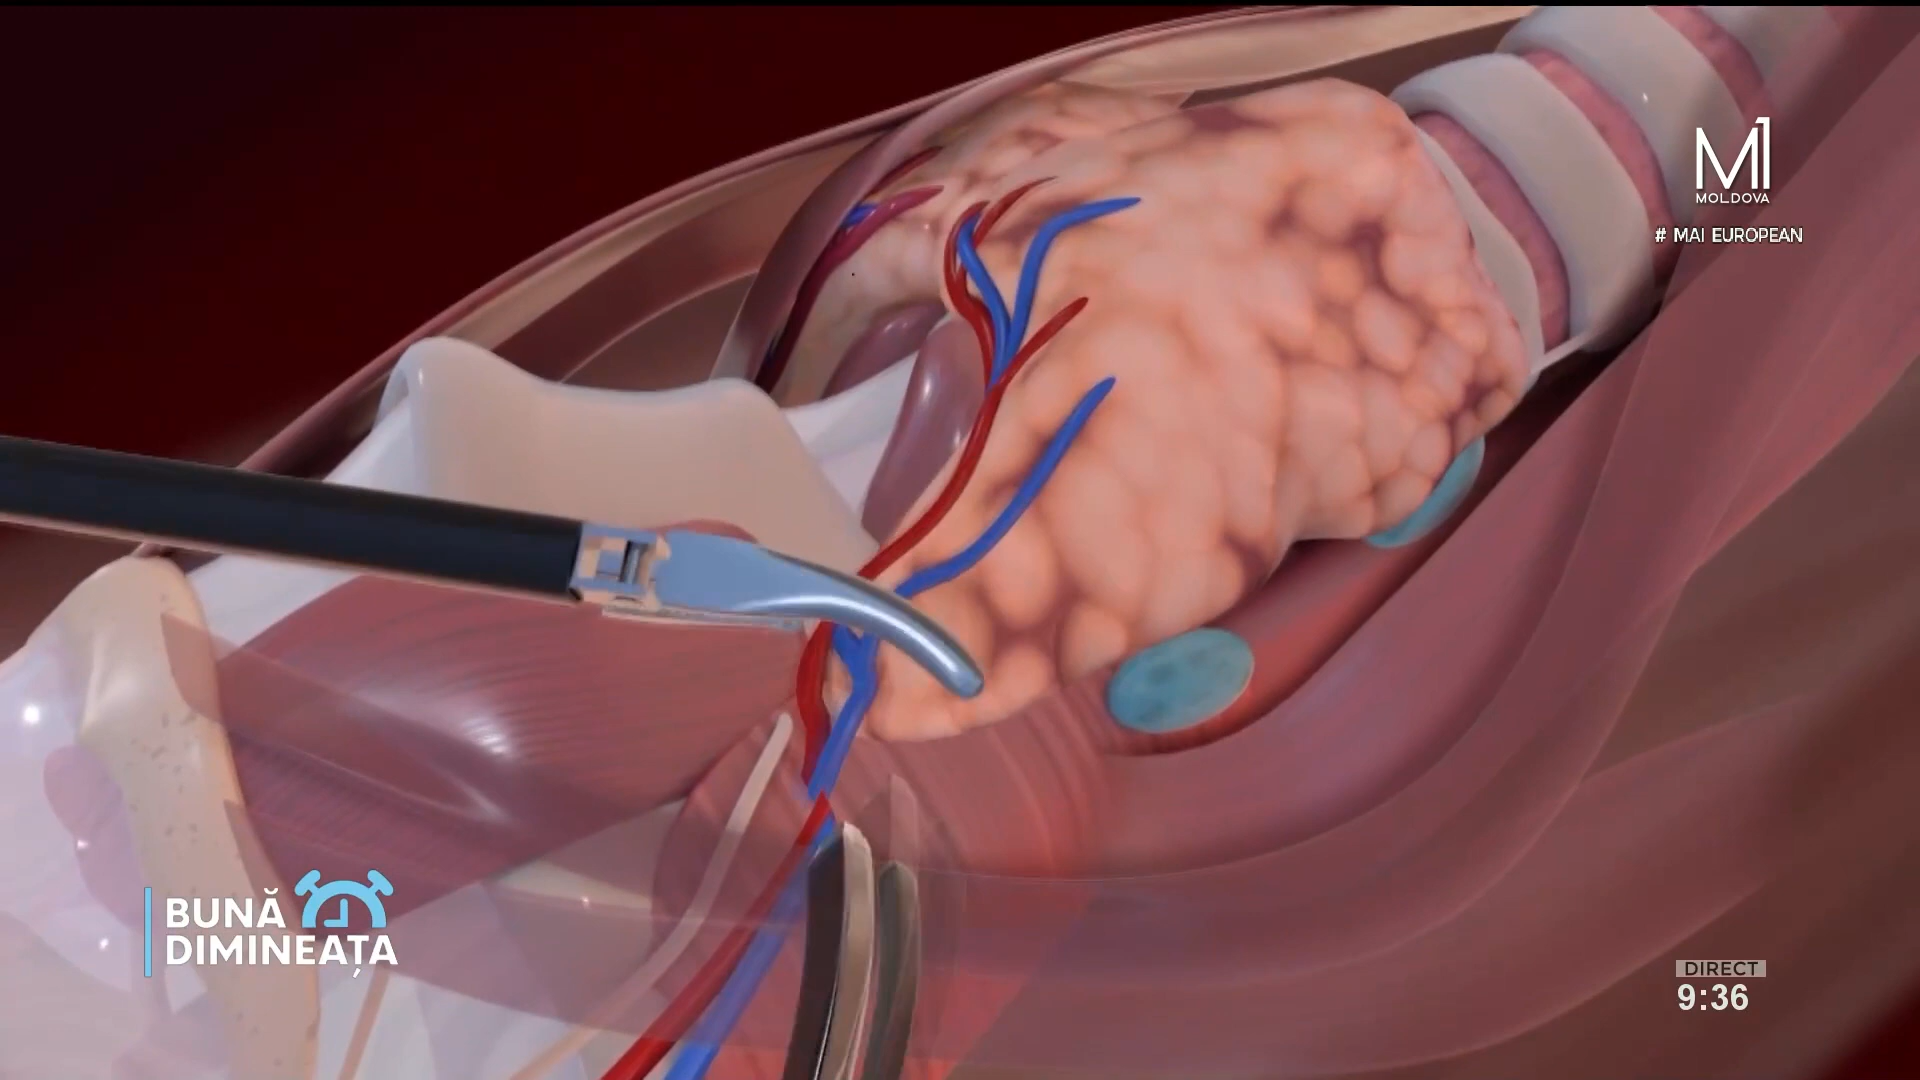 M1
MOLDOVA
# MAI EUROPEAN
BUNĂ
DIMINEAȚA
DIRECT
9:36